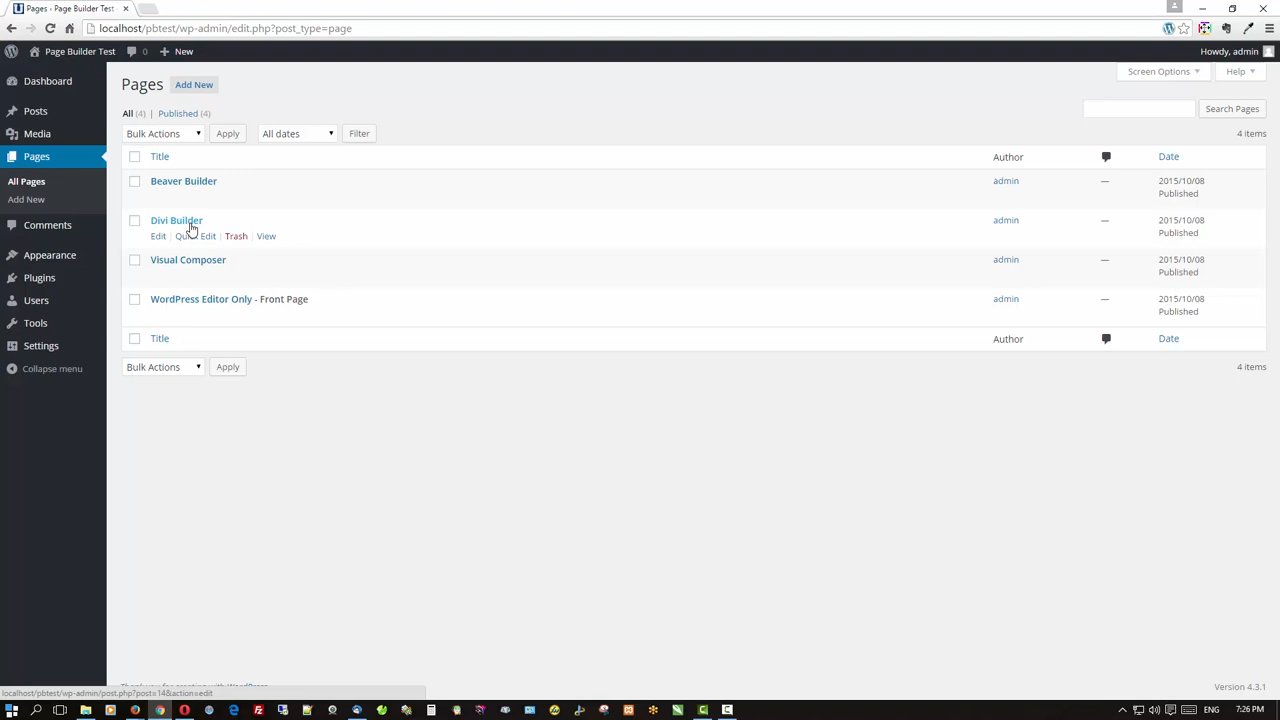 Pages ‹ Page Builder Test
localhost/pbtest/wp-admin/edit.php?post_type=page
Page Builder Test 0 New Howdy, admin
Screen Options Help
Dashboard
Posts
Media
Pages
All Pages
Add New
Comments
Appearance
Plugins
Users
Tools
Settings
Collapse menu
Pages Add New
All (4) | Published (4)
Search Pages
Bulk Actions Apply All dates Filter 4 items
Title Author Date
Beaver Builder admin — 2015/10/08
Published
Divi Builder admin — 2015/10/08
Edit | Quick Edit | Trash | View Published
Visual Composer admin — 2015/10/08
Published
WordPress Editor Only - Front Page admin — 2015/10/08
Published
Title Author Date
Bulk Actions Apply 4 items
Thank you for creating with WordPress. Version 4.3.1
localhost/pbtest/wp-admin/post.php?post=14&action=edit
ENG 7:26 PM